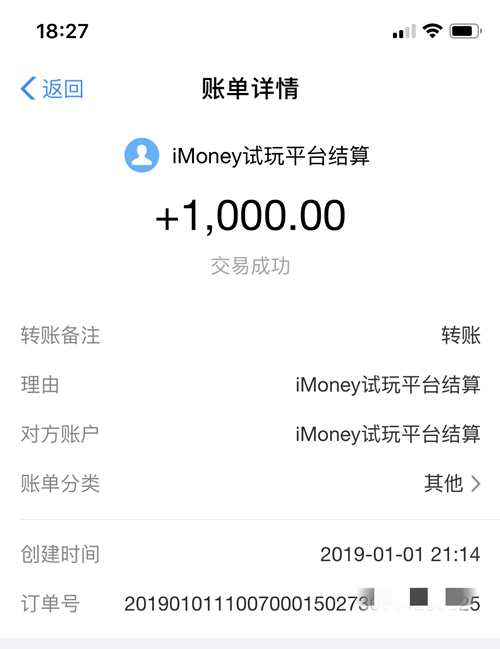 18:27
返回
账单详情
iMoney试玩平台结算
+1,000.00
交易成功
转账备注 转账
理由 iMoney试玩平台结算
对方账户 iMoney试玩平台结算
账单分类 其他
创建时间 2019-01-01 21:14
订单号